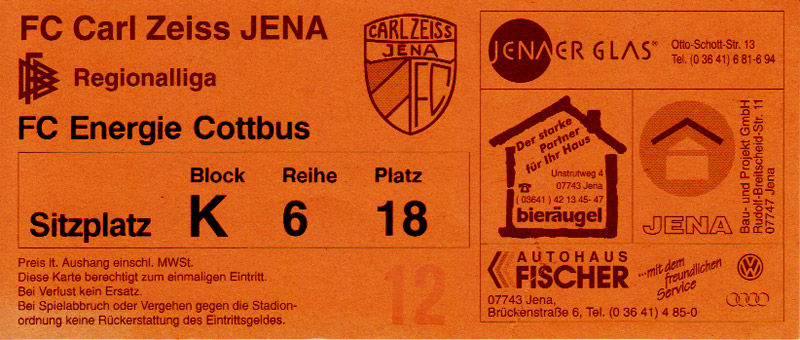 FC Carl Zeiss JENA
Regionalliga
FC Energie Cottbus
CARL ZEISS
JENA
FC
Block Reihe Platz
Sitzplatz K 6 18
Preis lt. Aushang einschl. MWSt.
Diese Karte berechtigt zum einmaligen Eintritt.
Bei Verlust kein Ersatz.
Bei Spielabbruch oder Vergehen gegen die Stadion-
ordnung keine Rückerstattung des Eintrittsgeldes.
12
JENAER GLAS®
Otto-Schott-Str. 13
Tel. (0 36 41) 6 81-6 94
Der starke
Partner
für Ihr Haus
Unstrutweg 4
07743 Jena
☎
(03641) 42 13 45- 47
bieräugel
JENA
Bau- und Projekt GmbH
Rudolf-Breitscheid-Str. 11
07747 Jena
AUTOHAUS
FISCHER
...mit dem
freundlichen
Service
07743 Jena,
Brückenstraße 6, Tel. (0 36 41) 4 85-0